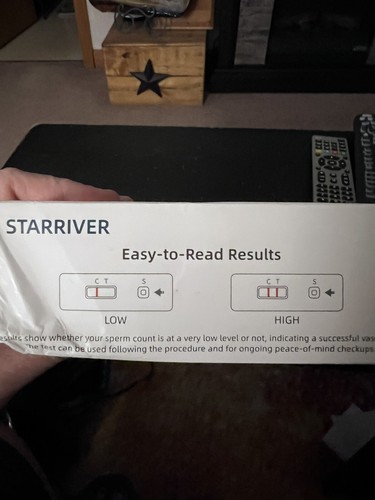 STARRIVER
Easy-to-Read Results
C T S
C T S
LOW
HIGH
show whether your sperm count is at a very low level or not, indicating a successful
The test can be used following the procedure and for ongoing peace-of-mind checkups